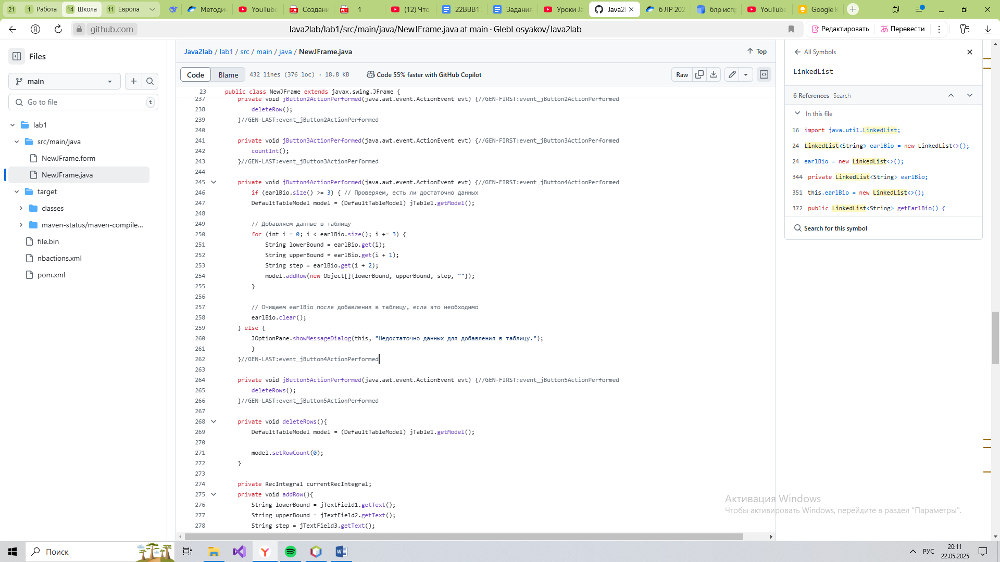 21 1 Работа 14 Школа 11 Европа Методи YouTube Создани 1 (12) Что 22ВВВ1 Задания Уроки Ja Java2l 6 ЛР 202 блр исп YouTube Google K
github.com Java2lab/lab1/src/main/java/NewJFrame.java at main · GlebLosyakov/Java2lab Редактировать Перевести
Files
main
Go to file t
lab1
src/main/java
NewJFrame.form
NewJFrame.java
target
classes
maven-status/maven-compile...
file.bin
nbactions.xml
pom.xml
Java2lab / lab1 / src / main / java / NewJFrame.java Top
Code Blame 432 lines (376 loc) · 18.8 KB Code 55% faster with GitHub Copilot Raw
23 public class NewJFrame extends javax.swing.JFrame {
237 private void jButton2ActionPerformed(java.awt.event.ActionEvent evt) {//GEN-FIRST:event_jButton2ActionPerformed
238 deleteRow();
239 }//GEN-LAST:event_jButton2ActionPerformed
240
241 private void jButton3ActionPerformed(java.awt.event.ActionEvent evt) {//GEN-FIRST:event_jButton3ActionPerformed
242 countInt();
243 }//GEN-LAST:event_jButton3ActionPerformed
244
245 private void jButton4ActionPerformed(java.awt.event.ActionEvent evt) {//GEN-FIRST:event_jButton4ActionPerformed
246 if (earlBio.size() >= 3) { // Проверяем, есть ли достаточно данных
247 DefaultTableModel model = (DefaultTableModel) jTable1.getModel();
248
249 // Добавляем данные в таблицу
250 for (int i = 0; i < earlBio.size(); i += 3) {
251 String lowerBound = earlBio.get(i);
252 String upperBound = earlBio.get(i + 1);
253 String step = earlBio.get(i + 2);
254 model.addRow(new Object[]{lowerBound, upperBound, step, ""});
255 }
256
257 // Очищаем earlBio после добавления в таблицу, если это необходимо
258 earlBio.clear();
259 } else {
260 JOptionPane.showMessageDialog(this, "Недостаточно данных для добавления в таблицу.");
261 }
262 }//GEN-LAST:event_jButton4ActionPerformed
263
264 private void jButton5ActionPerformed(java.awt.event.ActionEvent evt) {//GEN-FIRST:event_jButton5ActionPerformed
265 deleteRows();
266 }//GEN-LAST:event_jButton5ActionPerformed
267
268 private void deleteRows(){
269 DefaultTableModel model = (DefaultTableModel) jTable1.getModel();
270
271 model.setRowCount(0);
272 }
273
274 private RecIntegral currentRecIntegral;
275 private void addRow(){
276 String lowerBound = jTextField1.getText();
277 String upperBound = jTextField2.getText();
278 String step = jTextField3.getText();
All Symbols
LinkedList
6 References Search
In this file
16 import java.util.LinkedList;
24 LinkedList<String> earlBio = new LinkedList<>();
24 earlBio = new LinkedList<>();
344 private LinkedList<String> earlBio;
351 this.earlBio = new LinkedList<>();
372 public LinkedList<String> getEarlBio() {
Search for this symbol
Активация Windows
Чтобы активировать Windows, перейдите в раздел "Параметры".
Поиск
РУС
20:11
22.05.2025